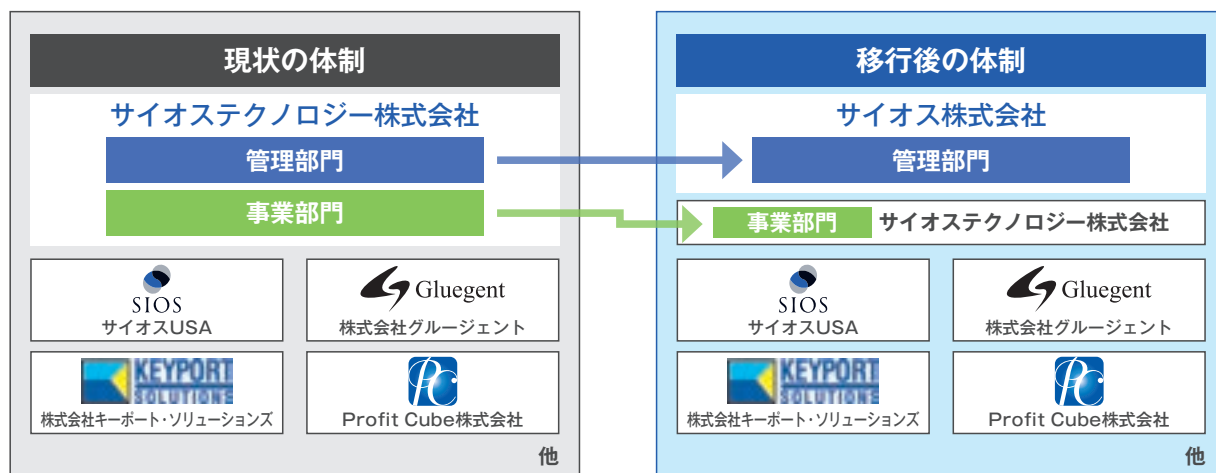 現状の体制
サイオステクノロジー株式会社
管理部門
事業部門
SIOS
サイオスUSA
Gluegent
株式会社グルージェント
KEYPORT
SOLUTIONS
株式会社キーポート・ソリューションズ
PC
Profit Cube株式会社
他
移行後の体制
サイオス株式会社
管理部門
事業部門 サイオステクノロジー株式会社
SIOS
サイオスUSA
Gluegent
株式会社グルージェント
KEYPORT
SOLUTIONS
株式会社キーポート・ソリューションズ
PC
Profit Cube株式会社
他